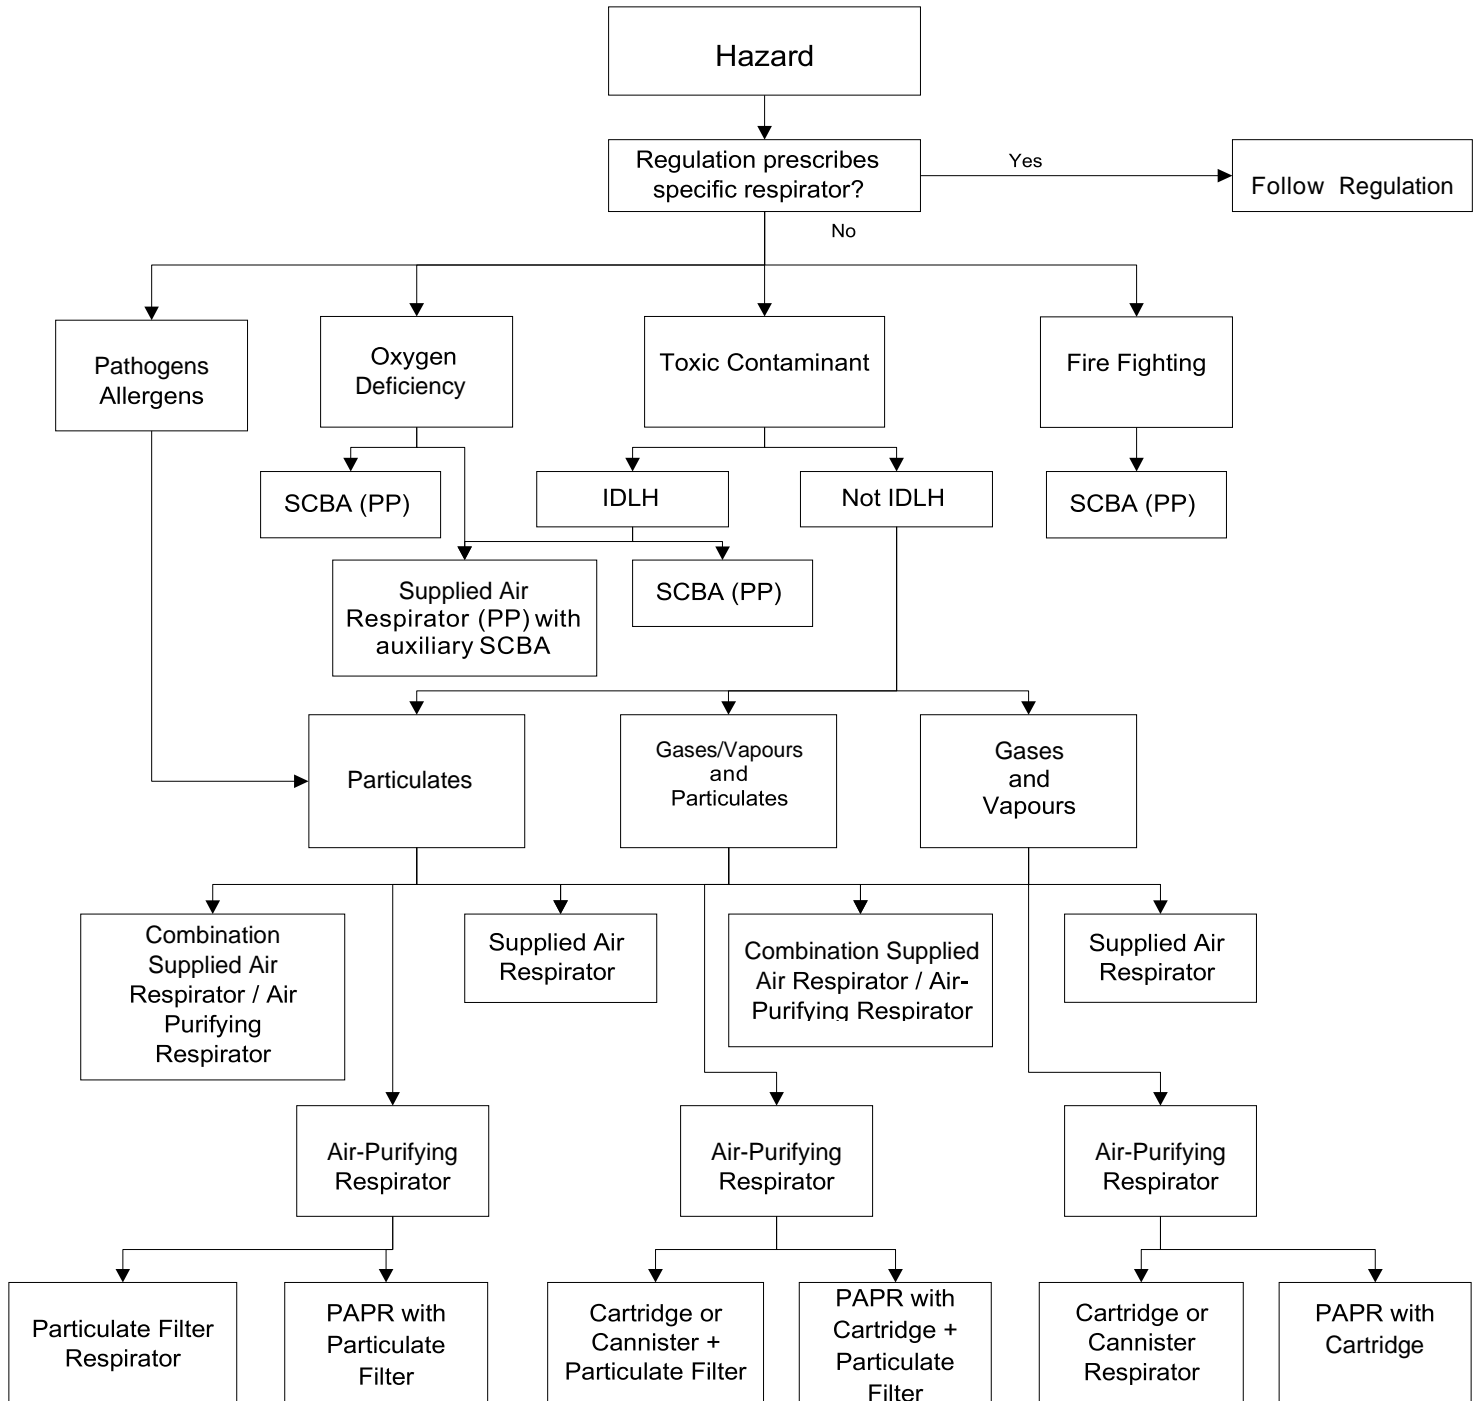 Hazard
Regulation prescribes
specific respirator?
Yes
Follow Regulation
No
Pathogens
Allergens
Oxygen
Deficiency
Toxic Contaminant
Fire Fighting
SCBA (PP)
IDLH
Not IDLH
SCBA (PP)
Supplied Air
Respirator (PP) with
auxiliary SCBA
SCBA (PP)
Particulates
Gases/Vapours
and
Particulates
Gases
and
Vapours
Combination
Supplied Air
Respirator / Air
Purifying
Respirator
Supplied Air
Respirator
Combination Supplied
Air Respirator / Air-
Purifying Respirator
Supplied Air
Respirator
Air-Purifying
Respirator
Air-Purifying
Respirator
Air-Purifying
Respirator
Particulate Filter
Respirator
PAPR with
Particulate
Filter
Cartridge or
Cannister +
Particulate Filter
PAPR with
Cartridge +
Particulate
Filter
Cartridge or
Cannister
Respirator
PAPR with
Cartridge